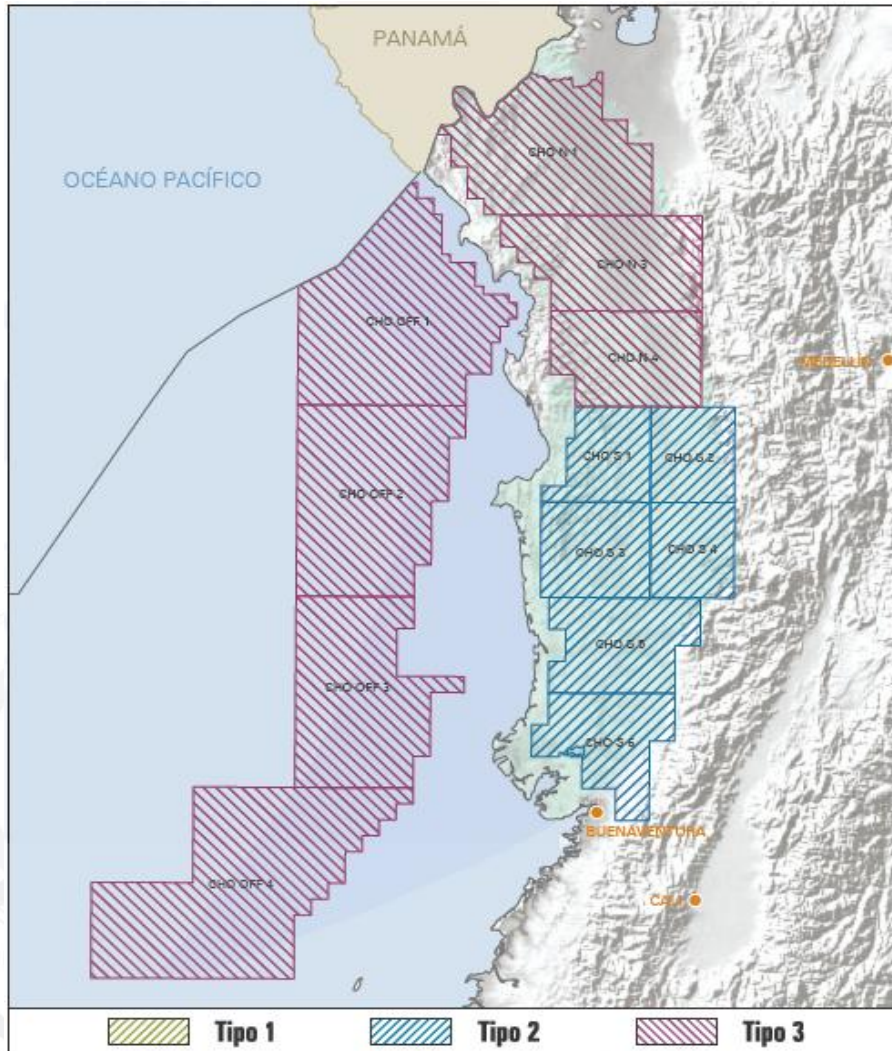 PANAMÁ
OCÉANO PACÍFICO
CHO N 1
CHO N 3
CHO OFF 1
CHO N 4
MEDELLÍN
CHO S 1
CHO S 2
CHO OFF 2
CHO S 3
CHO S 4
CHO S 5
CHO OFF 3
CHO S 6
BUENAVENTURA
CHO OFF 4
CALI
Tipo 1
Tipo 2
Tipo 3